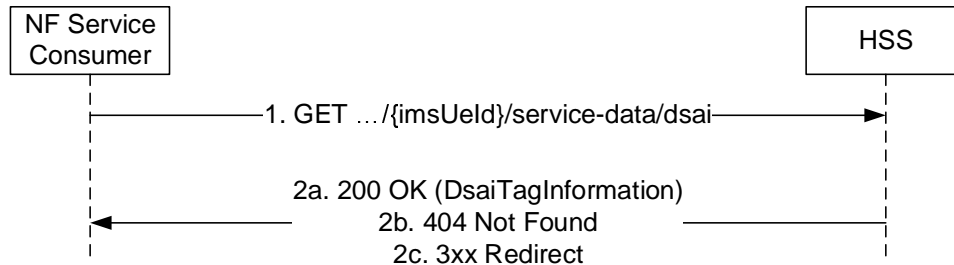 NF Service
Consumer
HSS
1. GET …/{imsUeId}/service-data/dsai
2a. 200 OK (DsaiTagInformation)
2b. 404 Not Found
2c. 3xx Redirect